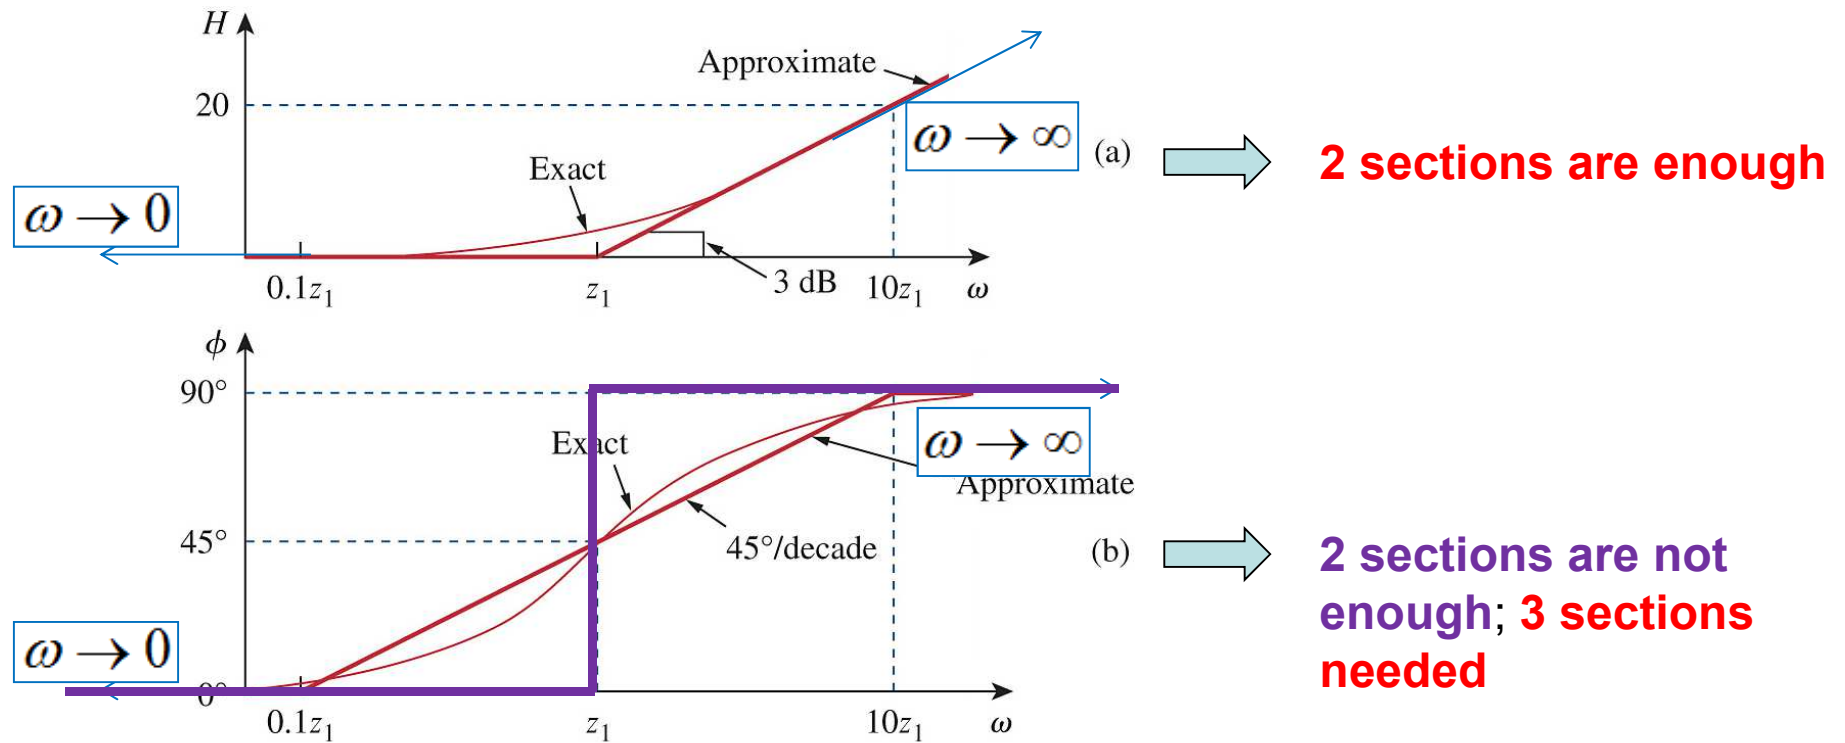 H
Approximate
20
ω → ∞
(a)
2 sections are enough
Exact
ω → 0
3 dB
0.1z₁
z₁
10z₁
ω
ϕ
90°
Exact
ω → ∞
Approximate
45°
45°/decade
(b)
2 sections are not
enough; 3 sections
needed
ω → 0
0°
0.1z₁
z₁
10z₁
ω